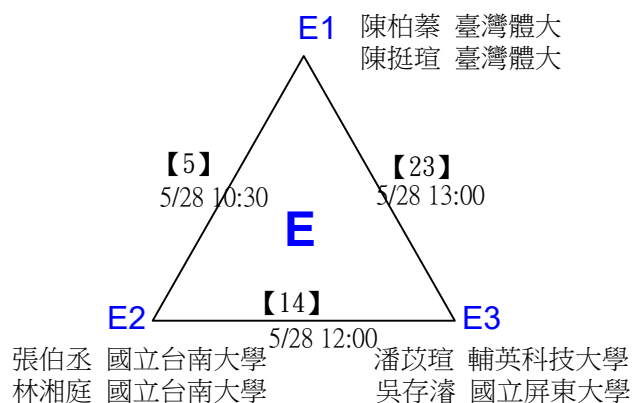 E1 陳柏蓁 臺灣體大
陳挺瑄 臺灣體大
【5】
5/28 10:30
【23】
5/28 13:00
E
【14】
5/28 12:00
E2
E3
張伯丞 國立台南大學
林湘庭 國立台南大學
潘苡瑄 輔英科技大學
吳存濬 國立屏東大學